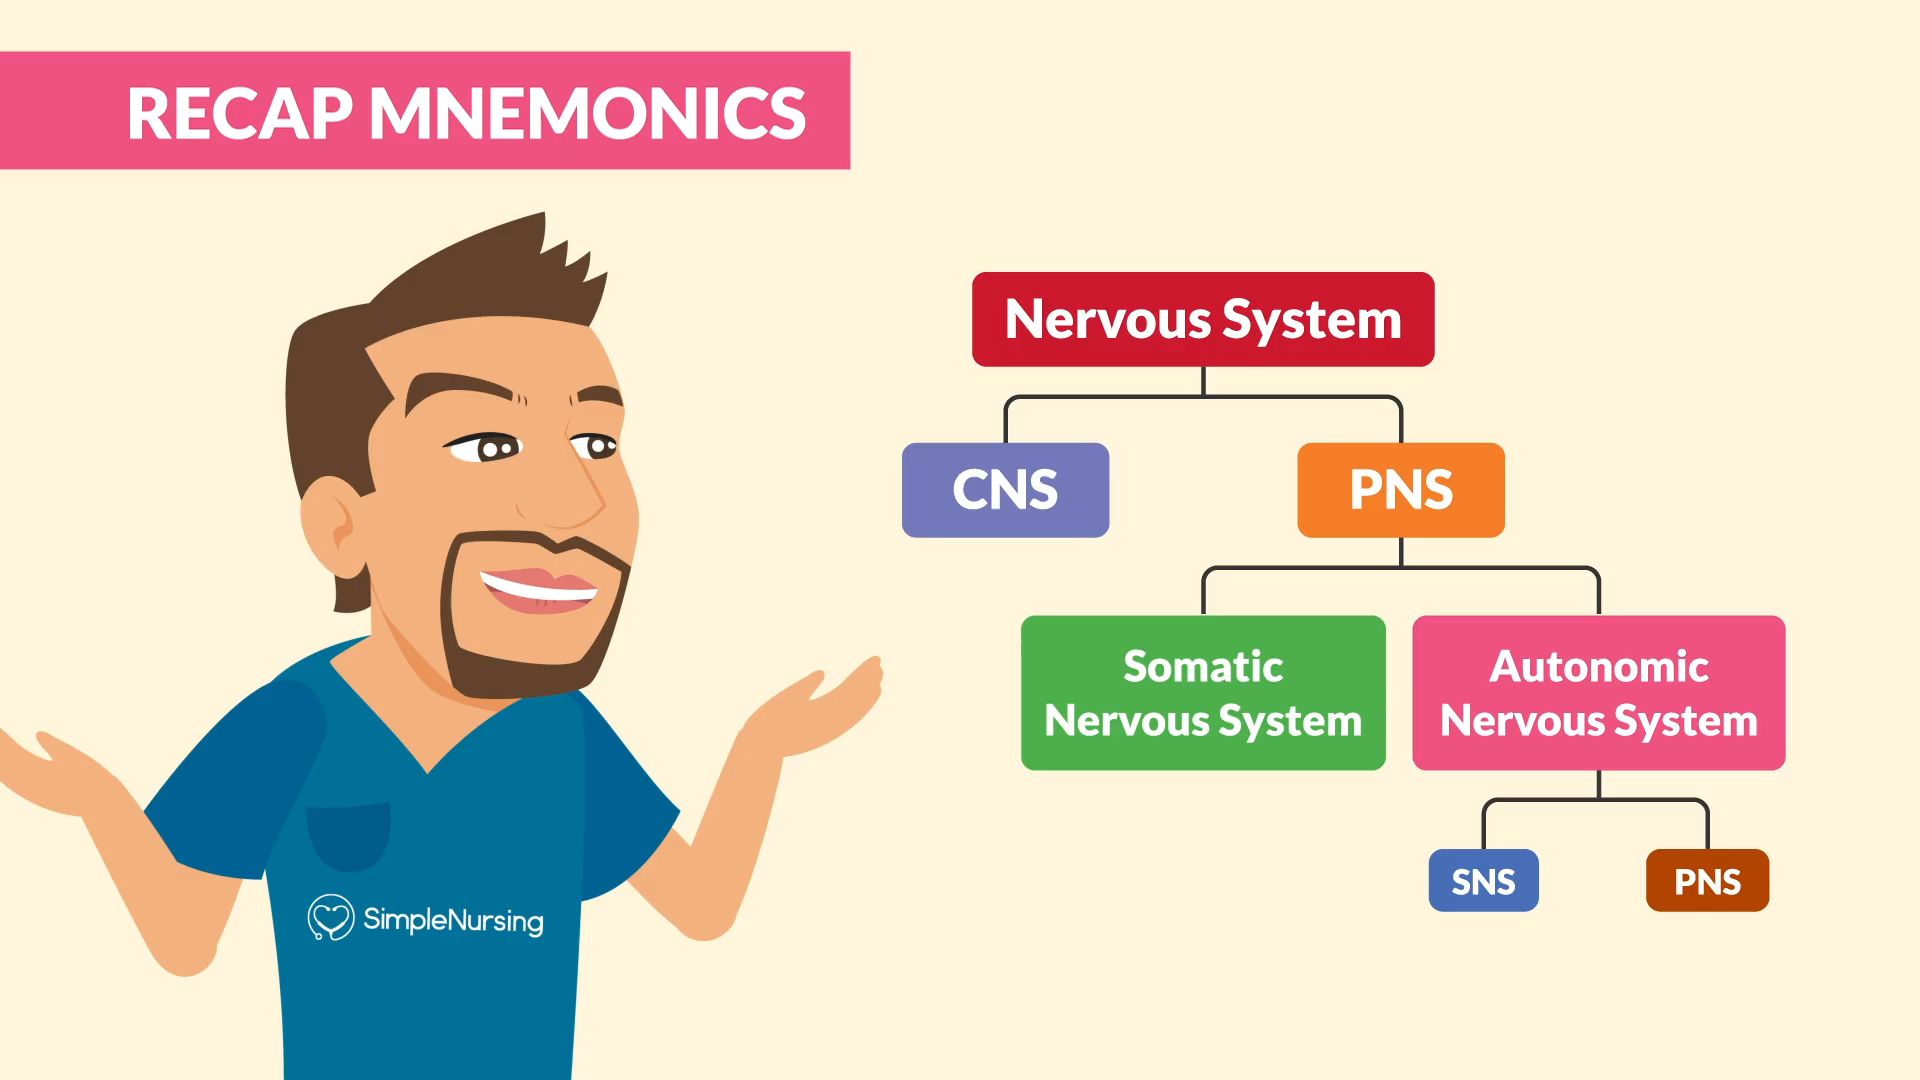 RECAP MNEMONICS
Nervous System
CNS
PNS
Somatic
Nervous System
Autonomic
Nervous System
SNS
PNS
SimpleNursing